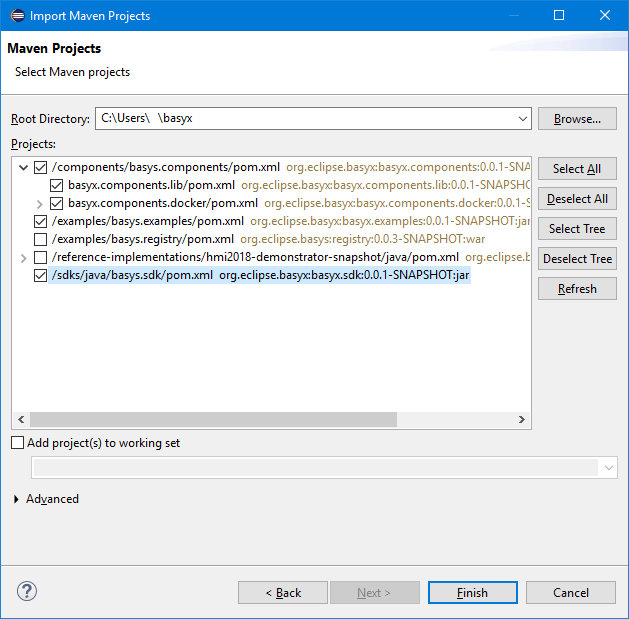 Import Maven Projects
Maven Projects
Select Maven projects
Root Directory: C:\Users\ \basyx Browse...
Projects:
/components/basys.components/pom.xml org.eclipse.basyx:basyx.components:0.0.1-SNA
basyx.components.lib/pom.xml org.eclipse.basyx:basyx.components.lib:0.0.1-SNAPSHO
basyx.components.docker/pom.xml org.eclipse.basyx:basyx.components.docker:0.0.1-S
/examples/basys.examples/pom.xml org.eclipse.basyx:basyx.examples:0.0.1-SNAPSHOT:jar
/examples/basys.registry/pom.xml org.eclipse.basys:registry:0.0.3-SNAPSHOT:war
/reference-implementations/hmi2018-demonstrator-snapshot/java/pom.xml org.eclipse.b
/sdks/java/basys.sdk/pom.xml org.eclipse.basyx:basyx.sdk:0.0.1-SNAPSHOT:jar
Select All
Deselect All
Select Tree
Deselect Tree
Refresh
Add project(s) to working set
Advanced
? < Back Next > Finish Cancel